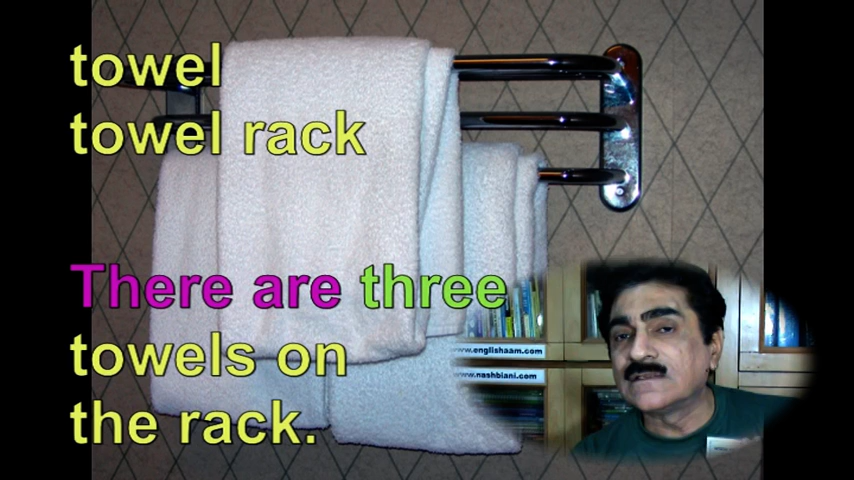 towel
towel rack
There are three
towels on
the rack.
www.englishaam.com
www.nashbiani.com